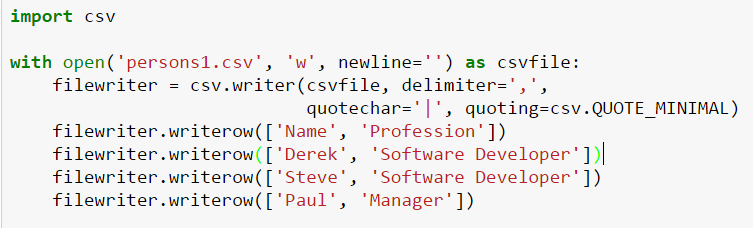 import csv
with open('persons1.csv', 'w', newline='') as csvfile:
    filewriter = csv.writer(csvfile, delimiter=',',
                            quotechar='|', quoting=csv.QUOTE_MINIMAL)
    filewriter.writerow(['Name', 'Profession'])
    filewriter.writerow(['Derek', 'Software Developer'])
    filewriter.writerow(['Steve', 'Software Developer'])
    filewriter.writerow(['Paul', 'Manager'])